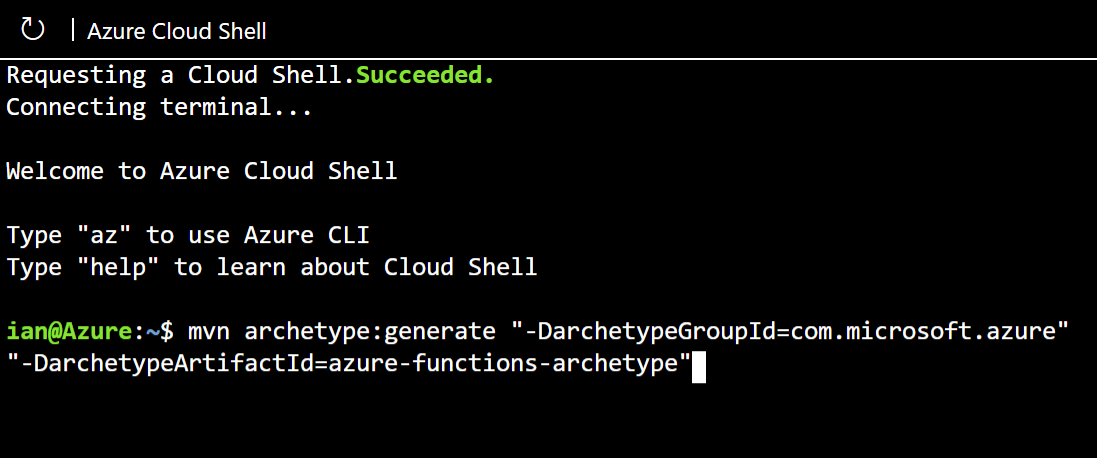 Azure Cloud Shell
Requesting a Cloud Shell.Succeeded.
Connecting terminal...
Welcome to Azure Cloud Shell
Type "az" to use Azure CLI
Type "help" to learn about Cloud Shell
ian@Azure:~$ mvn archetype:generate "-DarchetypeGroupId=com.microsoft.azure"
"-DarchetypeArtifactId=azure-functions-archetype"